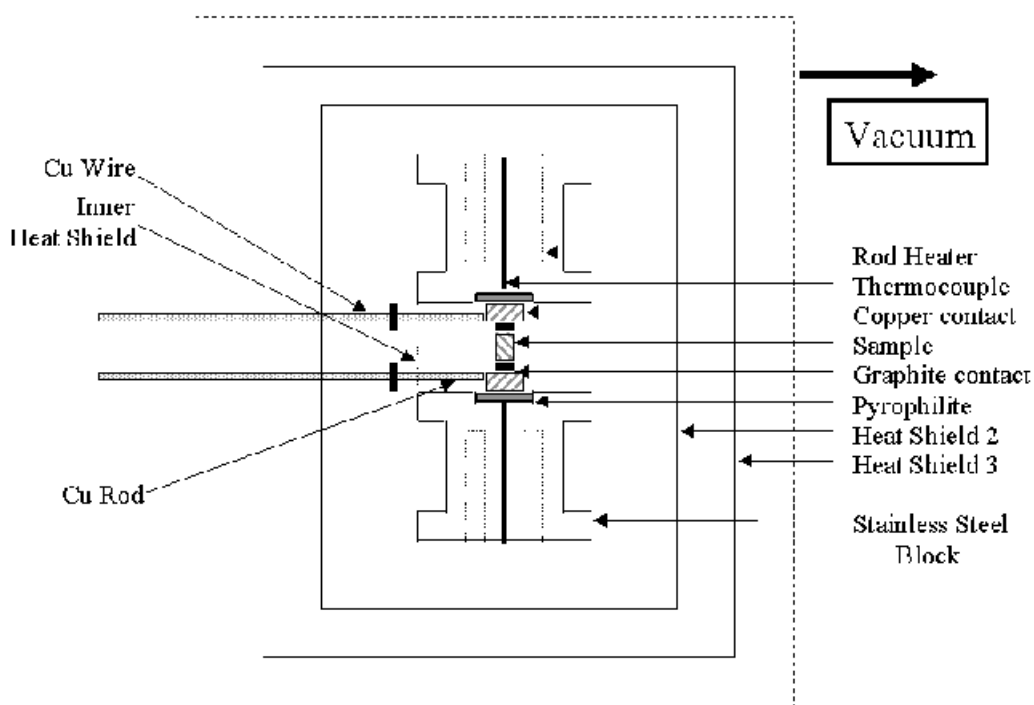 Vacuum
Cu Wire
Inner
Heat Shield
Rod Heater
Thermocouple
Copper contact
Sample
Graphite contact
Pyrophilite
Heat Shield 2
Heat Shield 3
Cu Rod
Stainless Steel
Block